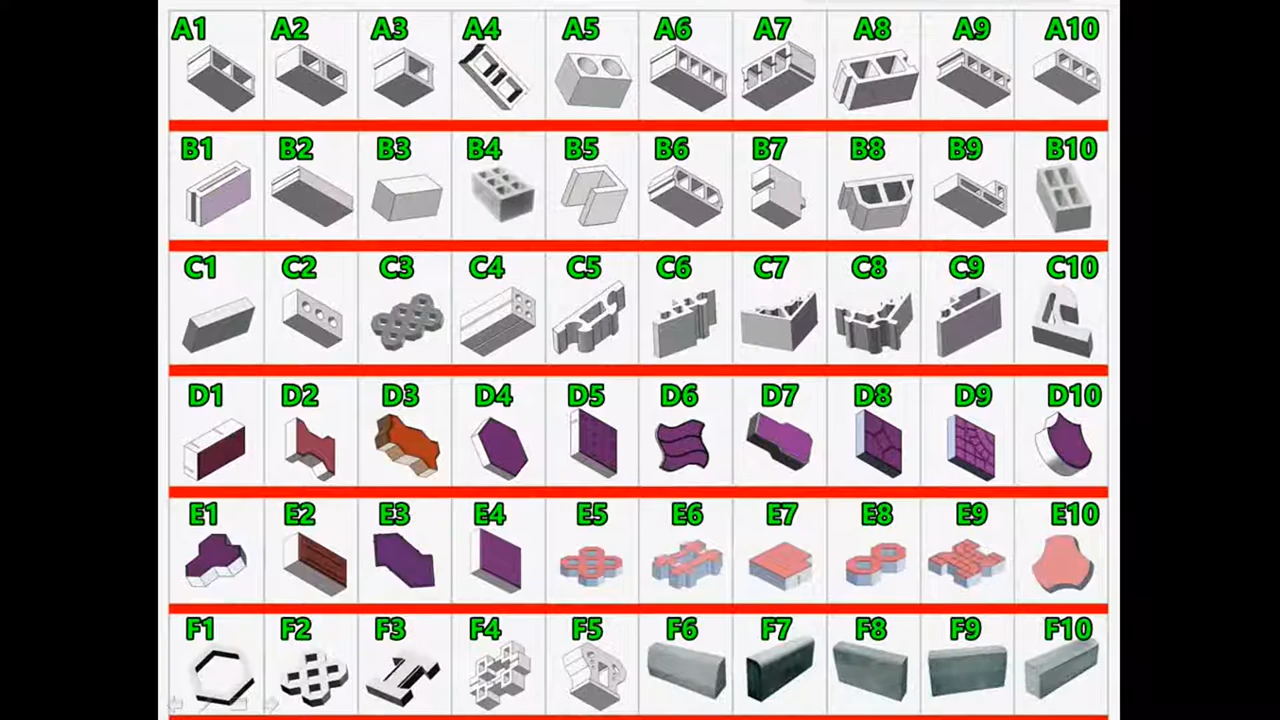 A1 A2 A3 A4 A5 A6 A7 A8 A9 A10
B1 B2 B3 B4 B5 B6 B7 B8 B9 B10
C1 C2 C3 C4 C5 C6 C7 C8 C9 C10
D1 D2 D3 D4 D5 D6 D7 D8 D9 D10
E1 E2 E3 E4 E5 E6 E7 E8 E9 E10
F1 F2 F3 F4 F5 F6 F7 F8 F9 F10